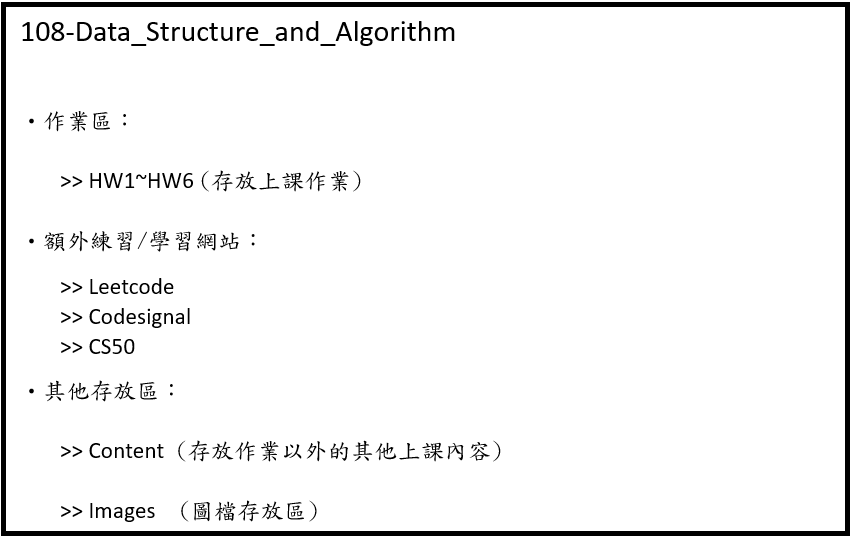 108-Data_Structure_and_Algorithm
・作業區：
>> HW1~HW6（存放上課作業）
・額外練習/學習網站：
>> Leetcode
>> Codesignal
>> CS50
・其他存放區：
>> Content（存放作業以外的其他上課內容）
>> Images （圖檔存放區）